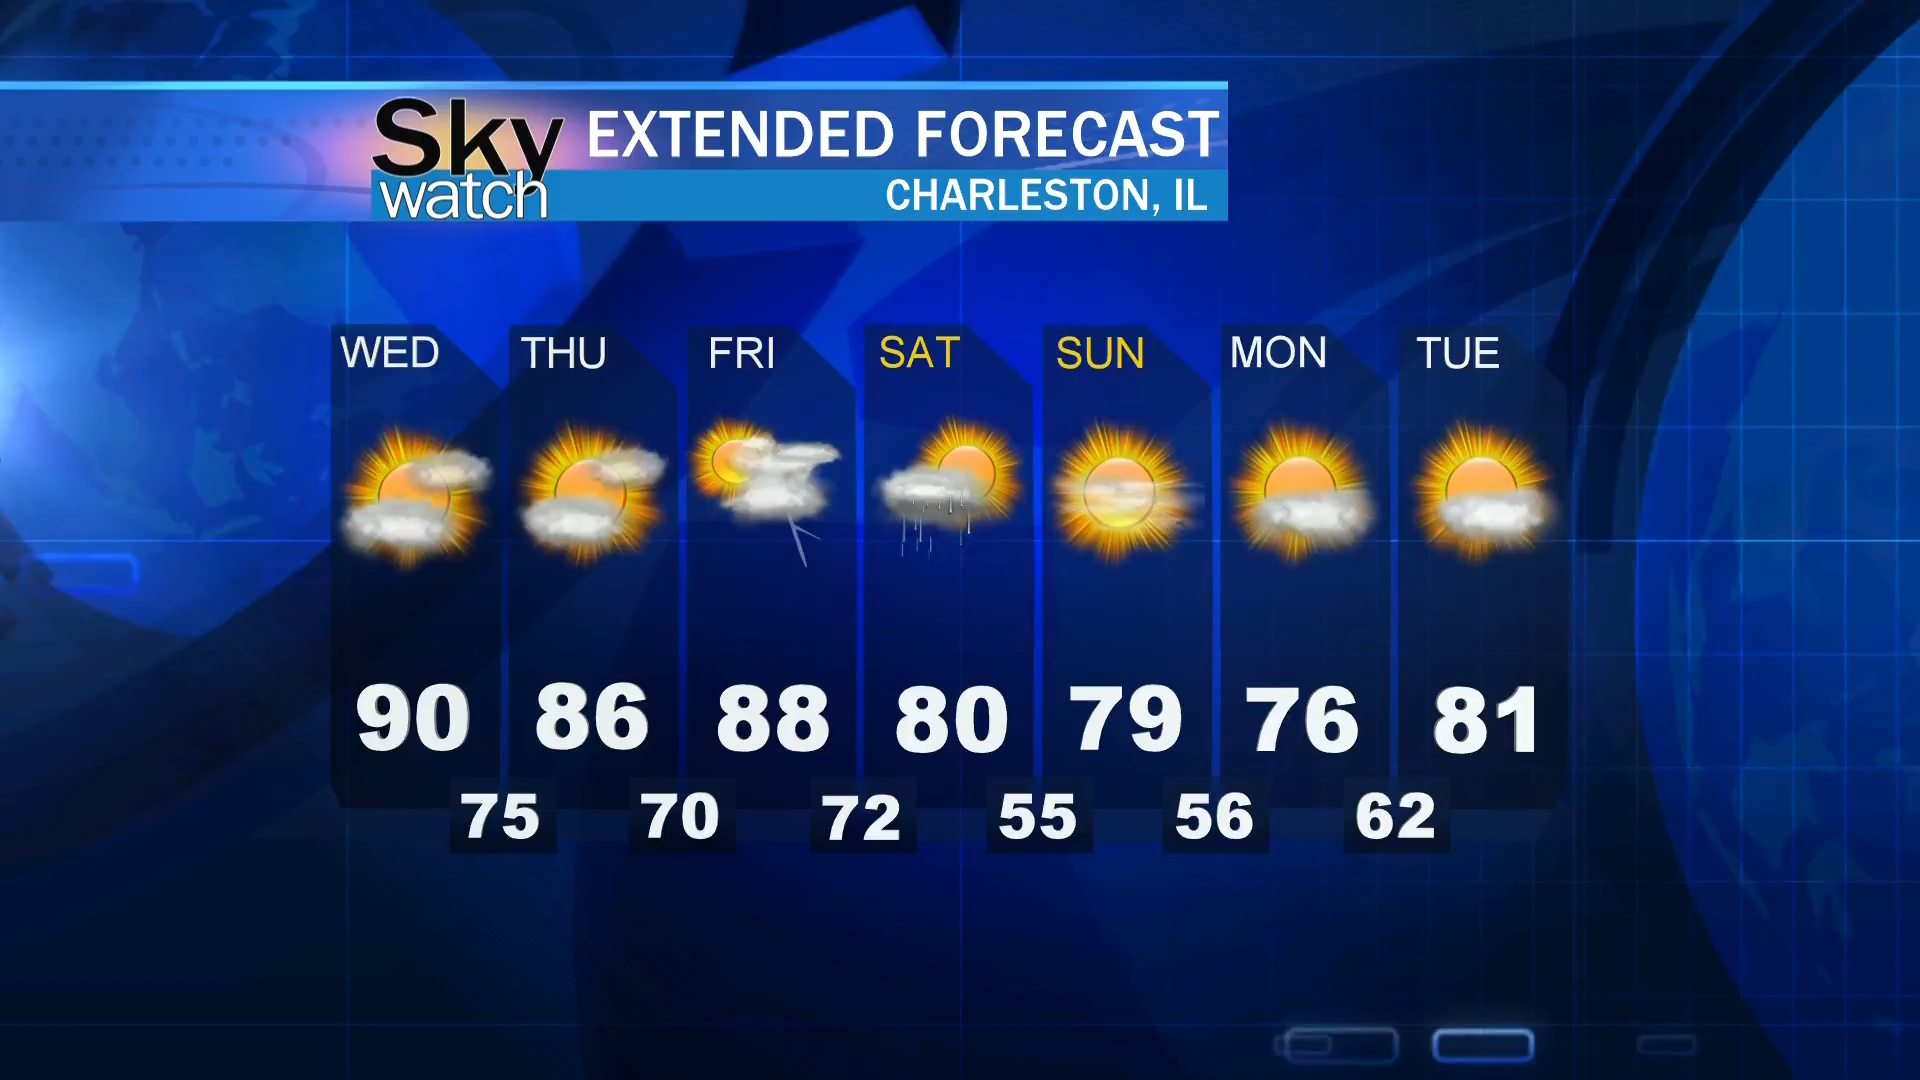 Sky
watch
EXTENDED FORECAST
CHARLESTON, IL
WED THU FRI SAT SUN MON TUE
90 86 88 80 79 76 81
75 70 72 55 56 62